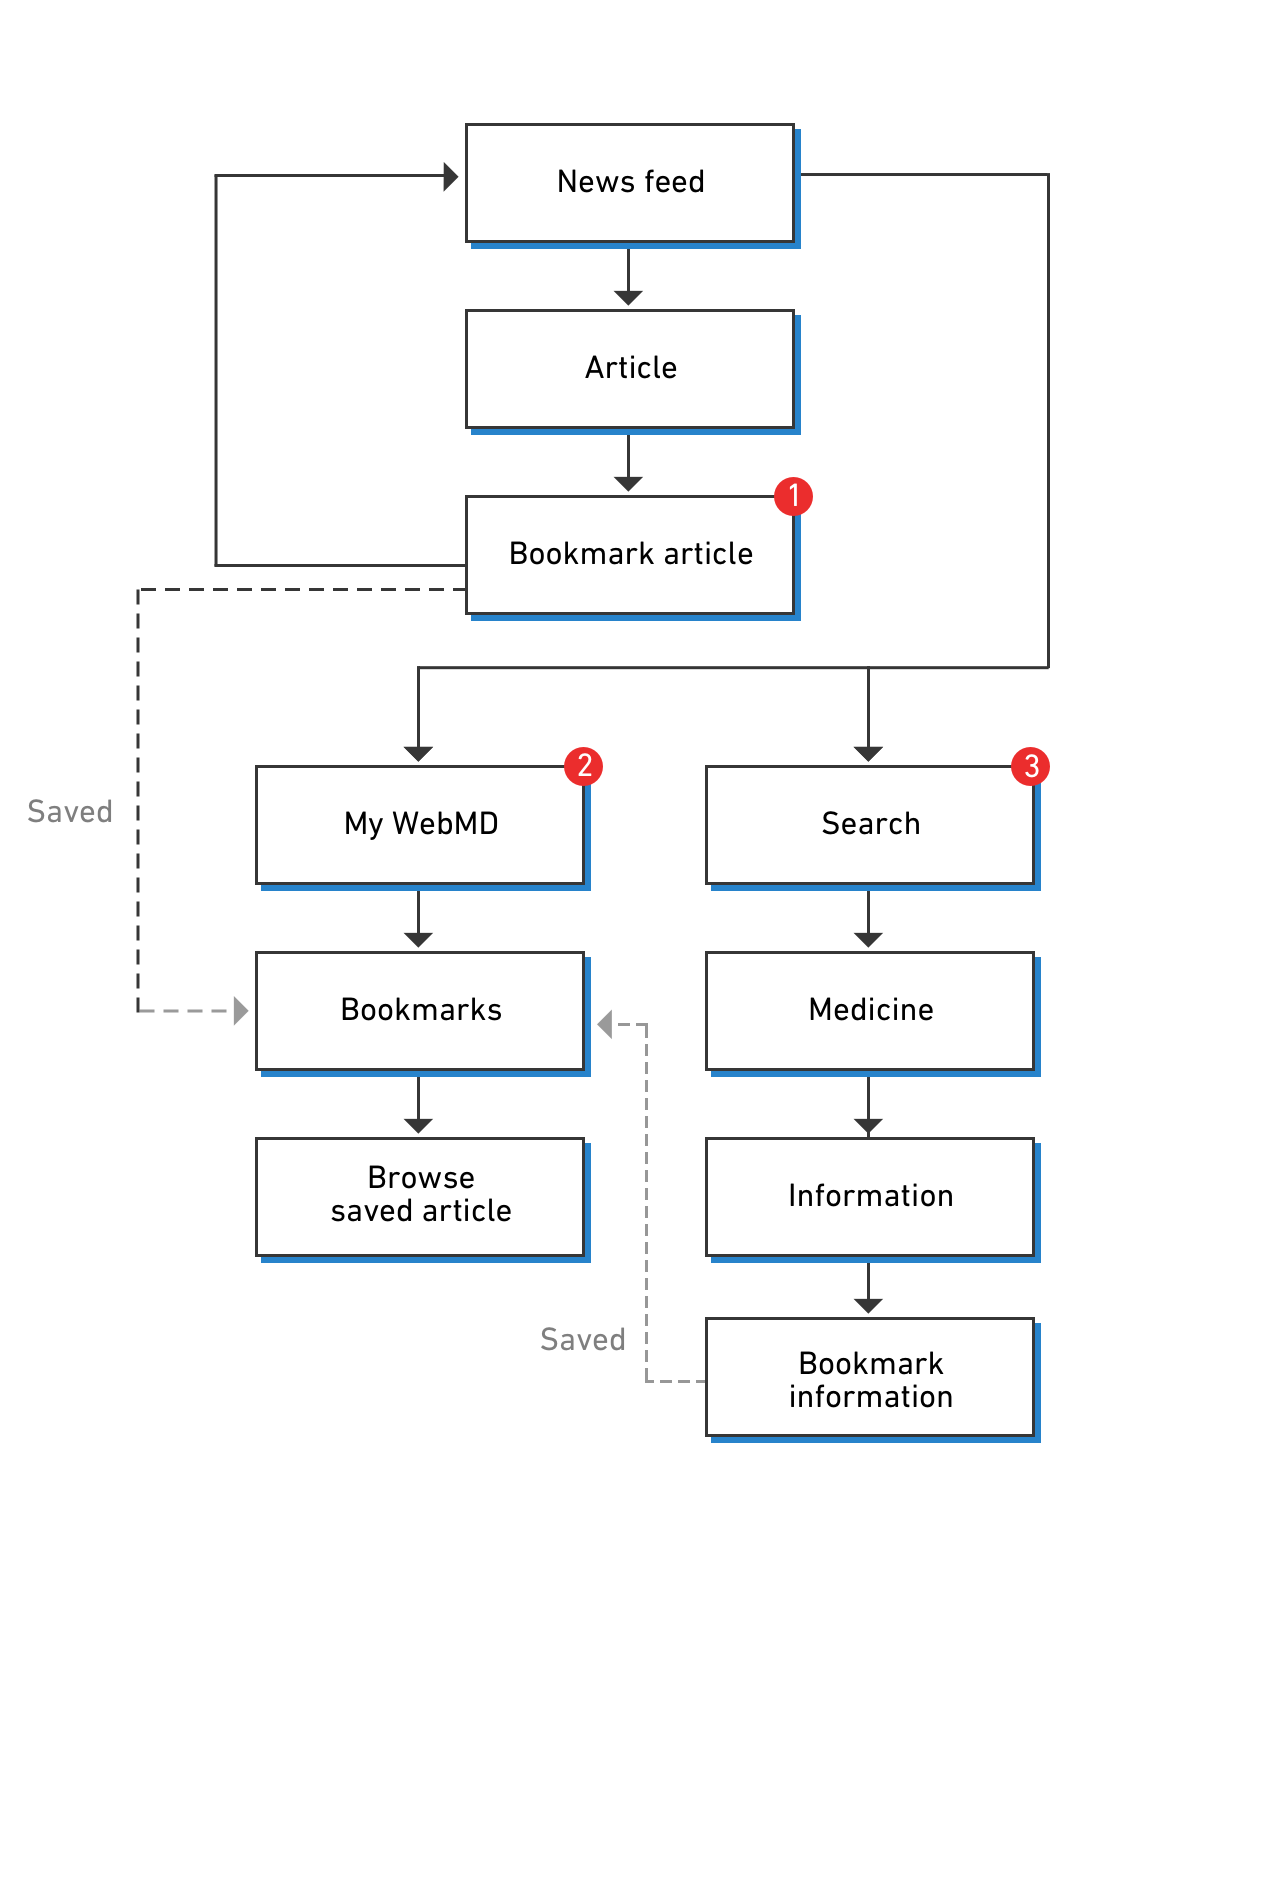 News feed
Article
1
Bookmark article
2
3
My WebMD
Search
Saved
Bookmarks
Medicine
Browse
saved article
Information
Saved
Bookmark
information